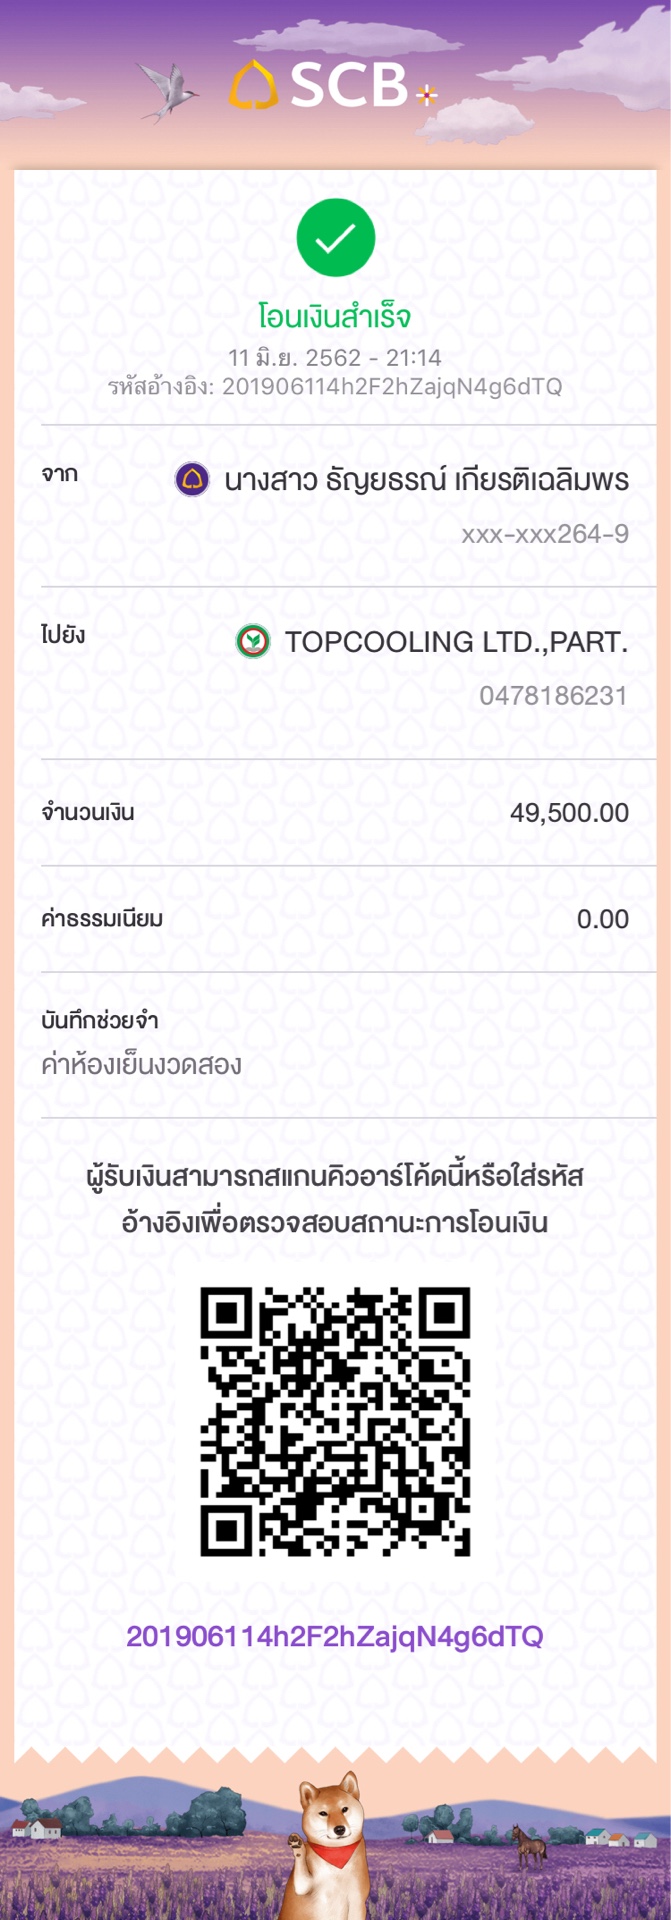 SCB
โอนเงินสำเร็จ
11 มิ.ย. 2562 - 21:14
รหัสอ้างอิง: 201906114h2F2hZajqN4g6dTQ
จาก
นางสาว ธัญยธรณ์ เกียรติเฉลิมพร
xxx-xxx264-9
ไปยัง
TOPCOOLING LTD.,PART.
0478186231
จำนวนเงิน 49,500.00
ค่าธรรมเนียม 0.00
บันทึกช่วยจำ
ค่าห้องเย็นงวดสอง
ผู้รับเงินสามารถสแกนคิวอาร์โค้ดนี้หรือใส่รหัส
อ้างอิงเพื่อตรวจสอบสถานะการโอนเงิน
201906114h2F2hZajqN4g6dTQ